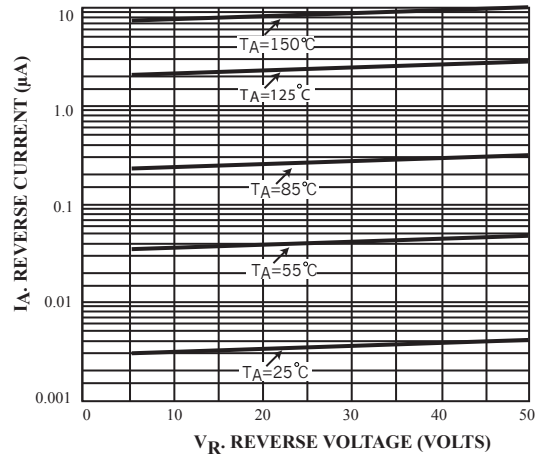 10
TA=150°C
TA=125°C
1.0
TA=85°C
0.1
TA=55°C
0.01
TA=25°C
0.001
0 10 20 30 40 50
IA. REVERSE CURRENT (µA)
VR. REVERSE VOLTAGE (VOLTS)